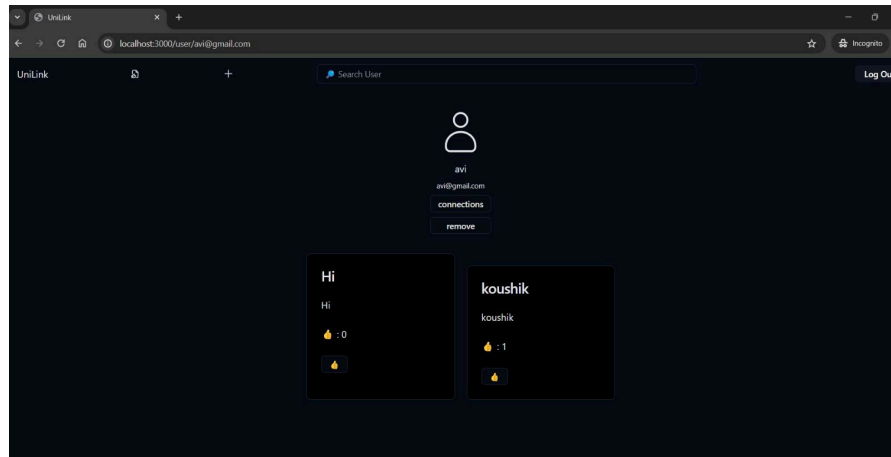 UniLink
localhost:3000/user/avi@gmail.com
Incognito
UniLink
Search User
Log Ou
avi
avi@gmail.com
connections
remove
Hi
Hi
: 0
koushik
koushik
: 1